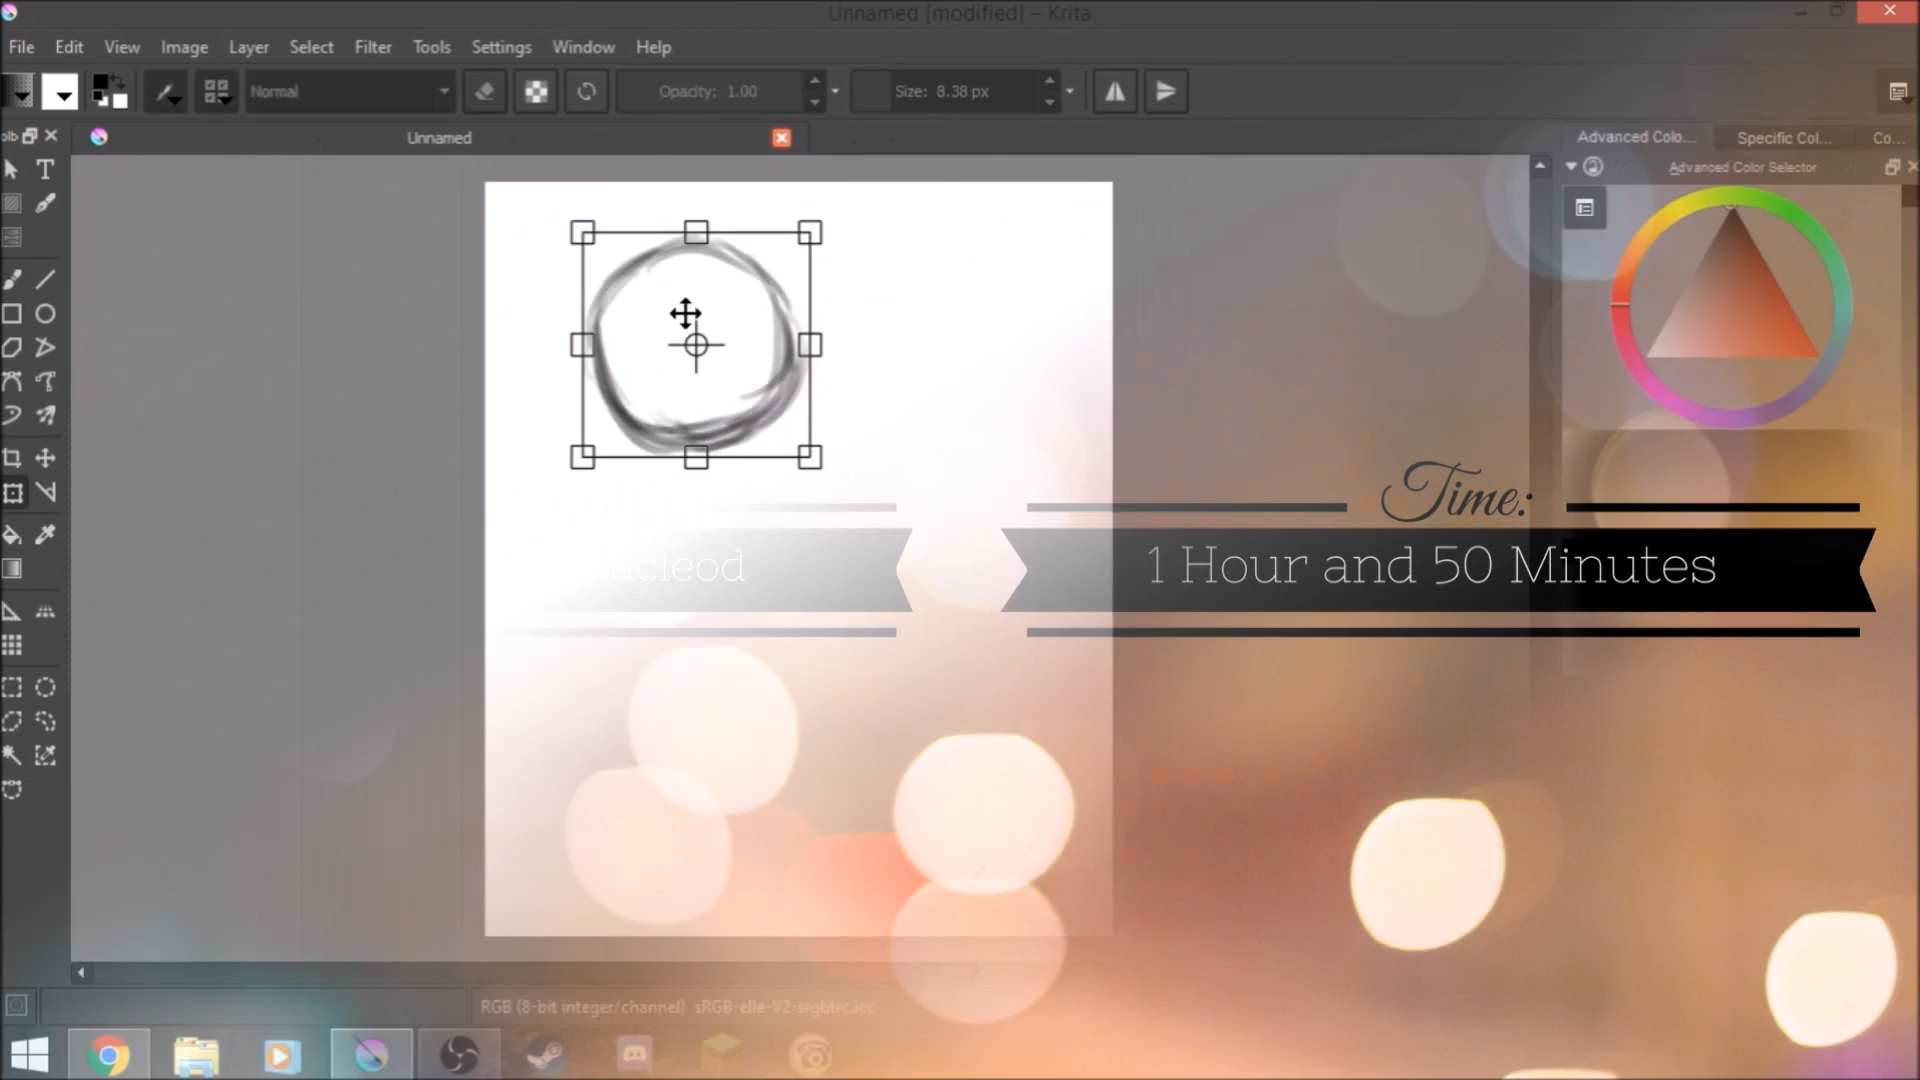 Unnamed [modified] – Krita
File Edit View Image Layer Select Filter Tools Settings Window Help
Normal Opacity: 1.00 Size: 8.38 px
Unnamed
Advanced Colo... Specific Col... Co...
Advanced Color Selector
Time:
1 Hour and 50 Minutes
RGB (8-bit integer/channel) sRGB-elle-V2-srgbtrc.icc